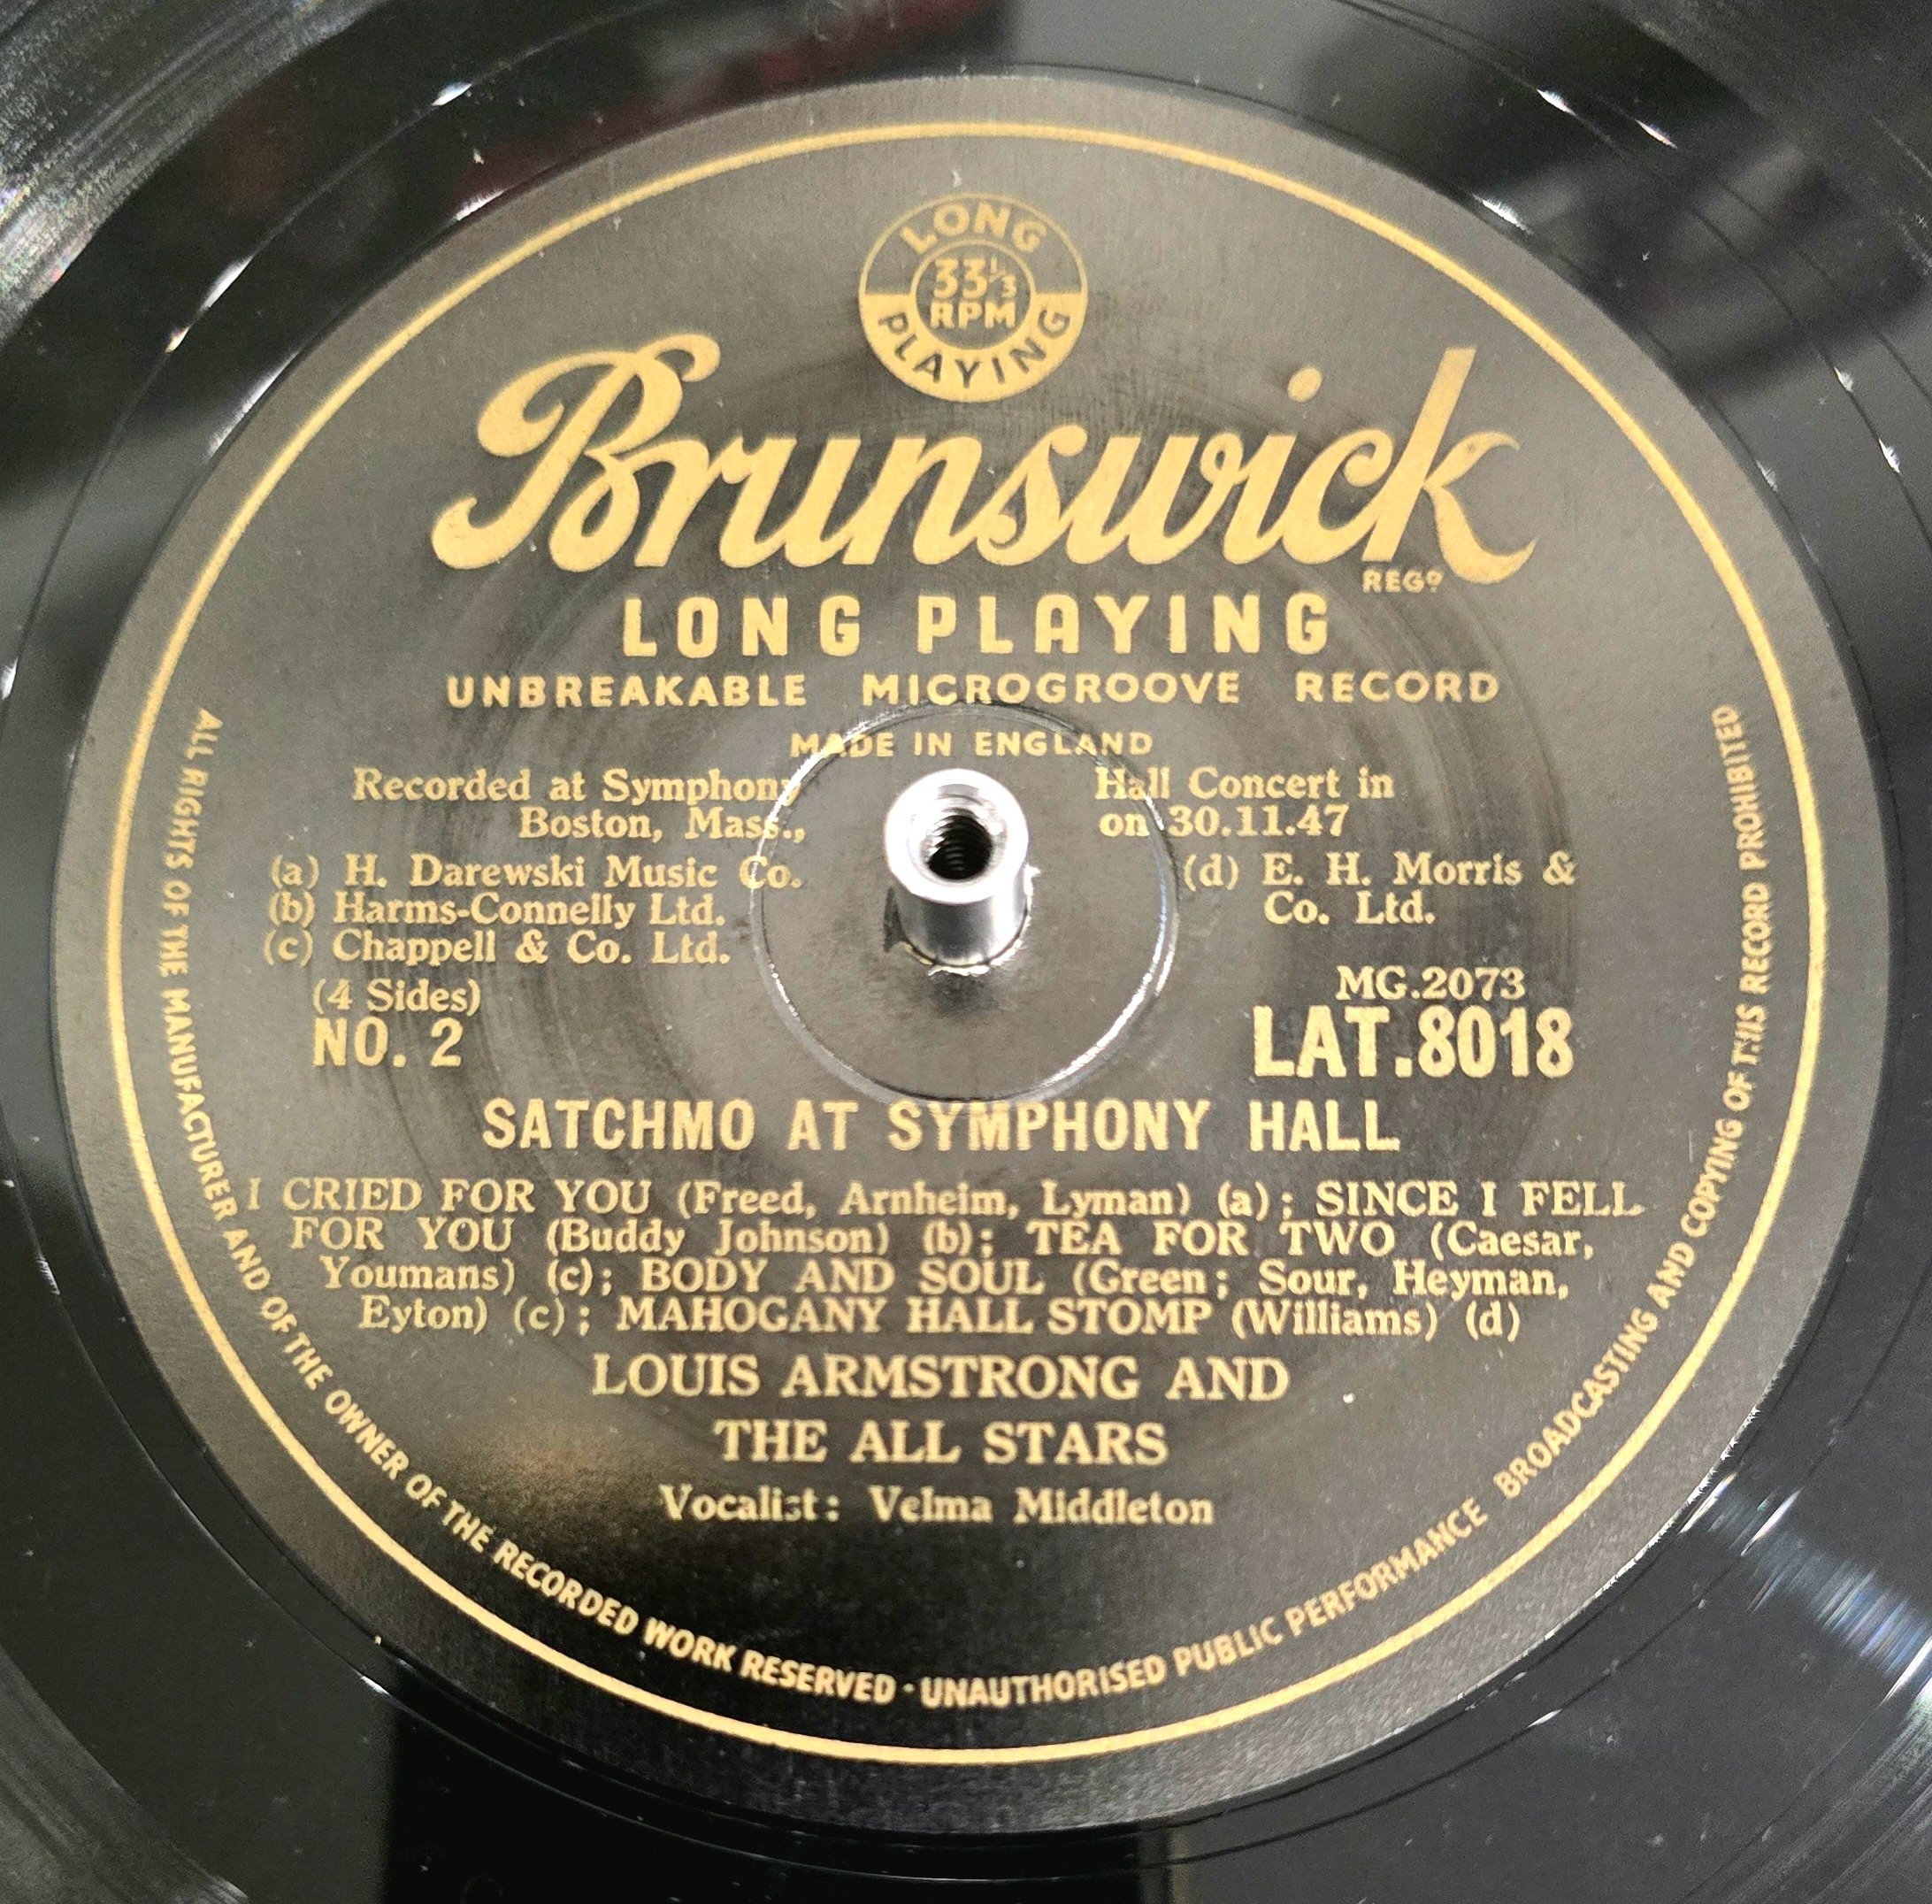 LONG
33⅓
RPM
PLAYING
Brunswick
REGD
LONG PLAYING
UNBREAKABLE MICROGROOVE RECORD
MADE IN ENGLAND
Recorded at Symphony Hall Concert in
Boston, Mass., on 30.11.47
(a) H. Darewski Music Co.
(b) Harms-Connelly Ltd.
(c) Chappell & Co. Ltd.
(d) E. H. Morris &
Co. Ltd.
(4 Sides)
NO. 2
MG.2073
LAT.8018
SATCHMO AT SYMPHONY HALL
I CRIED FOR YOU (Freed, Arnheim, Lyman) (a); SINCE I FELL
FOR YOU (Buddy Johnson) (b); TEA FOR TWO (Caesar,
Youmans) (c); BODY AND SOUL (Green; Sour, Heyman,
Eyton) (c); MAHOGANY HALL STOMP (Williams) (d)
LOUIS ARMSTRONG AND
THE ALL STARS
Vocalist: Velma Middleton
ALL RIGHTS OF THE MANUFACTURER AND OF THE OWNER OF THE RECORDED WORK RESERVED · UNAUTHORISED PUBLIC PERFORMANCE BROADCASTING AND COPYING OF THIS RECORD PROHIBITED